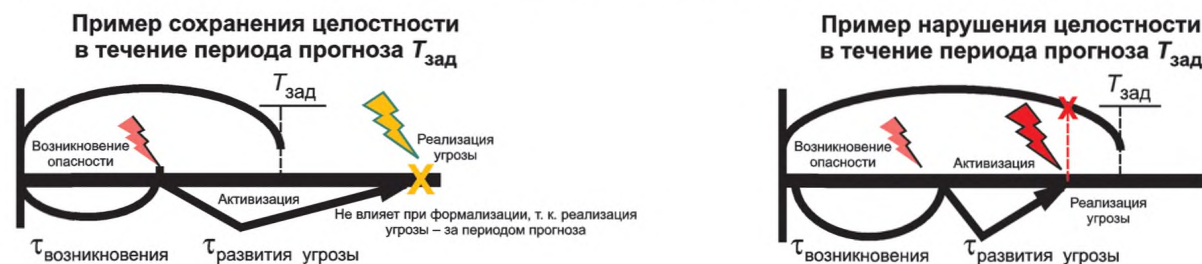 Пример сохранения целостности
в течение периода прогноза Tзад
Tзад
Возникновение
опасности
Реализация
угрозы
Активизация
Не влияет при формализации, т. к. реализация
угрозы – за периодом прогноза
τвозникновения
τразвития угрозы
Пример нарушения целостности
в течение периода прогноза Tзад
Tзад
Возникновение
опасности
Активизация
Реализация
угрозы
τвозникновения
τразвития угрозы